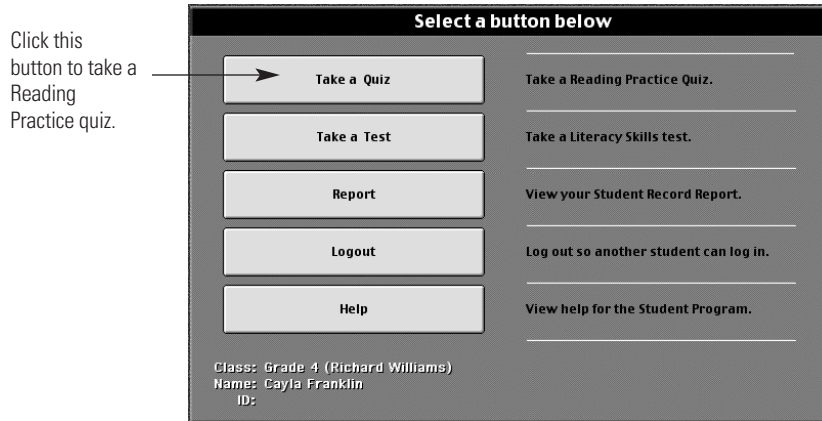 Select a button below
Click this
button to take a
Reading
Practice quiz.
Take a Quiz
Take a Reading Practice Quiz.
Take a Test
Take a Literacy Skills test.
Report
View your Student Record Report.
Logout
Log out so another student can log in.
Help
View help for the Student Program.
Class: Grade 4 (Richard Williams)
Name: Cayla Franklin
ID: